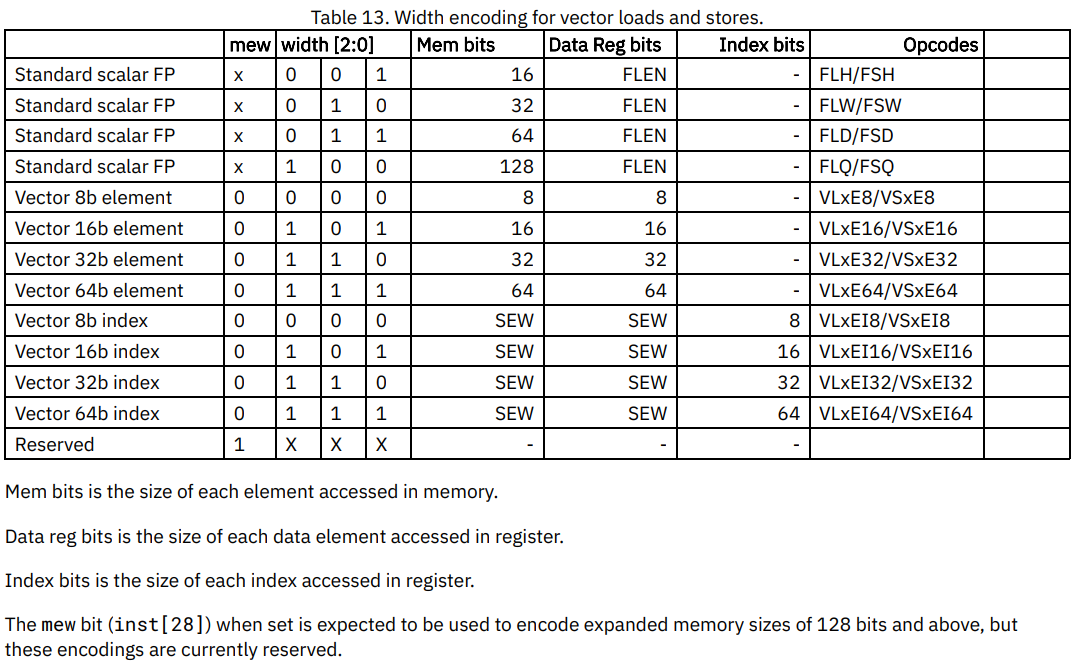 Table 13. Width encoding for vector loads and stores.
mew width [2:0] Mem bits Data Reg bits Index bits Opcodes
Standard scalar FP x 0 0 1 16 FLEN - FLH/FSH
Standard scalar FP x 0 1 0 32 FLEN - FLW/FSW
Standard scalar FP x 0 1 1 64 FLEN - FLD/FSD
Standard scalar FP x 1 0 0 128 FLEN - FLQ/FSQ
Vector 8b element 0 0 0 0 8 8 - VLxE8/VSxE8
Vector 16b element 0 1 0 1 16 16 - VLxE16/VSxE16
Vector 32b element 0 1 1 0 32 32 - VLxE32/VSxE32
Vector 64b element 0 1 1 1 64 64 - VLxE64/VSxE64
Vector 8b index 0 0 0 0 SEW SEW 8 VLxEI8/VSxEI8
Vector 16b index 0 1 0 1 SEW SEW 16 VLxEI16/VSxEI16
Vector 32b index 0 1 1 0 SEW SEW 32 VLxEI32/VSxEI32
Vector 64b index 0 1 1 1 SEW SEW 64 VLxEI64/VSxEI64
Reserved 1 X X X - - -
Mem bits is the size of each element accessed in memory.
Data reg bits is the size of each data element accessed in register.
Index bits is the size of each index accessed in register.
The mew bit (inst[28]) when set is expected to be used to encode expanded memory sizes of 128 bits and above, but
these encodings are currently reserved.